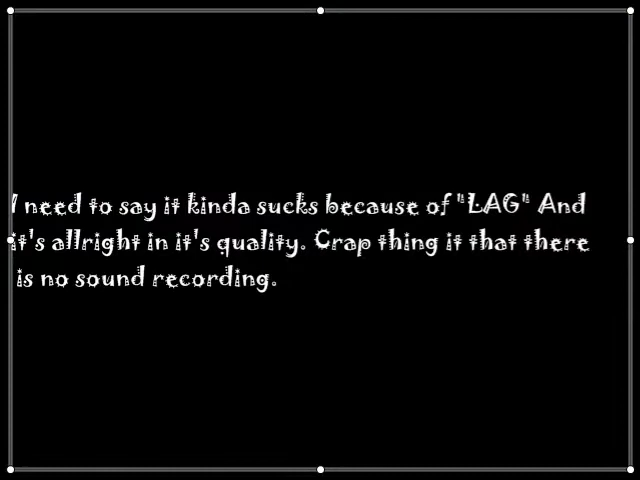 I need to say it kinda sucks because of "LAG" And
it's allright in it's quality. Crap thing it that there
is no sound recording.